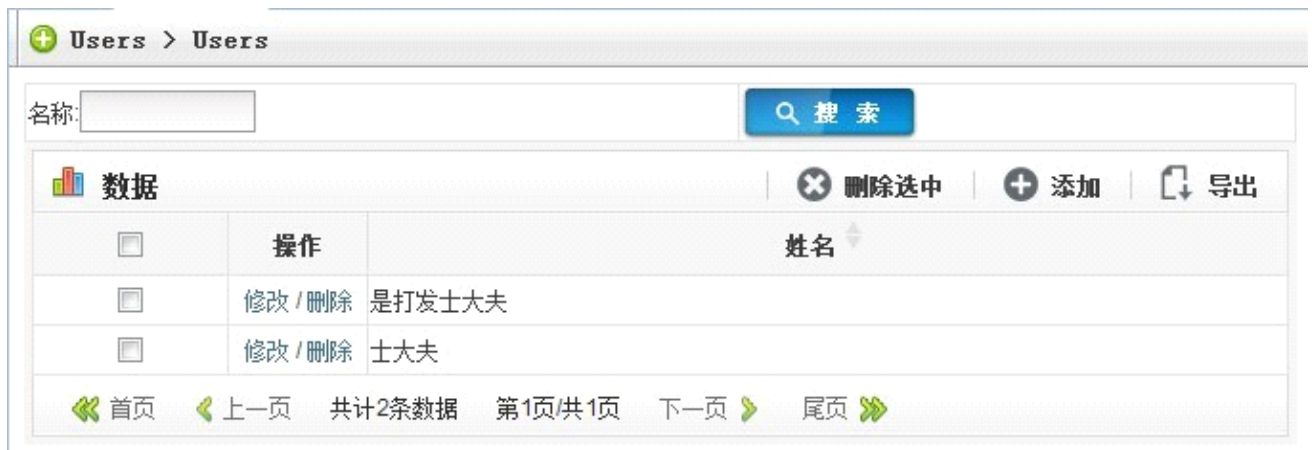 Users > Users
名称: 搜 索
数据 删除选中 添加 导出
操作 姓名
修改 / 删除 是打发士大夫
修改 / 删除 士大夫
首页 上一页 共计2条数据 第1页/共1页 下一页 尾页